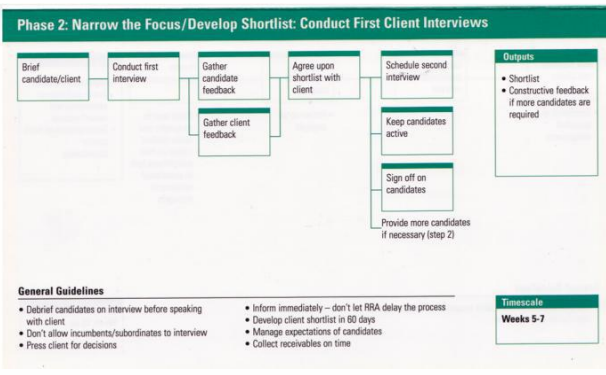 Phase 2: Narrow the Focus/Develop Shortlist: Conduct First Client Interviews
Brief
candidate/client
Conduct first
interview
Gather
candidate
feedback
Gather client
feedback
Agree upon
shortlist with
client
Schedule second
interview
Keep candidates
active
Sign off on
candidates
Provide more candidates
if necessary (step 2)
Outputs
• Shortlist
• Constructive feedback
if more candidates are
required
General Guidelines
• Debrief candidates on interview before speaking
with client
• Don't allow incumbents/subordinates to interview
• Press client for decisions
• Inform immediately – don't let RRA delay the process
• Develop client shortlist in 60 days
• Manage expectations of candidates
• Collect receivables on time
Timescale
Weeks 5-7